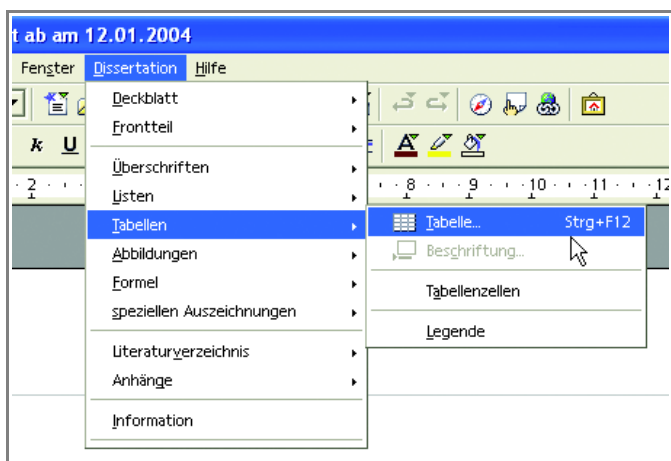 t ab am 12.01.2004
Fenster Dissertation Hilfe
k U
Deckblatt
Frontteil
Überschriften
Listen
Tabellen
Abbildungen
Formel
speziellen Auszeichnungen
Literaturverzeichnis
Anhänge
Information
A
2 8 9 10 11 12
Tabelle... Strg+F12
Beschriftung...
Tabellenzellen
Legende